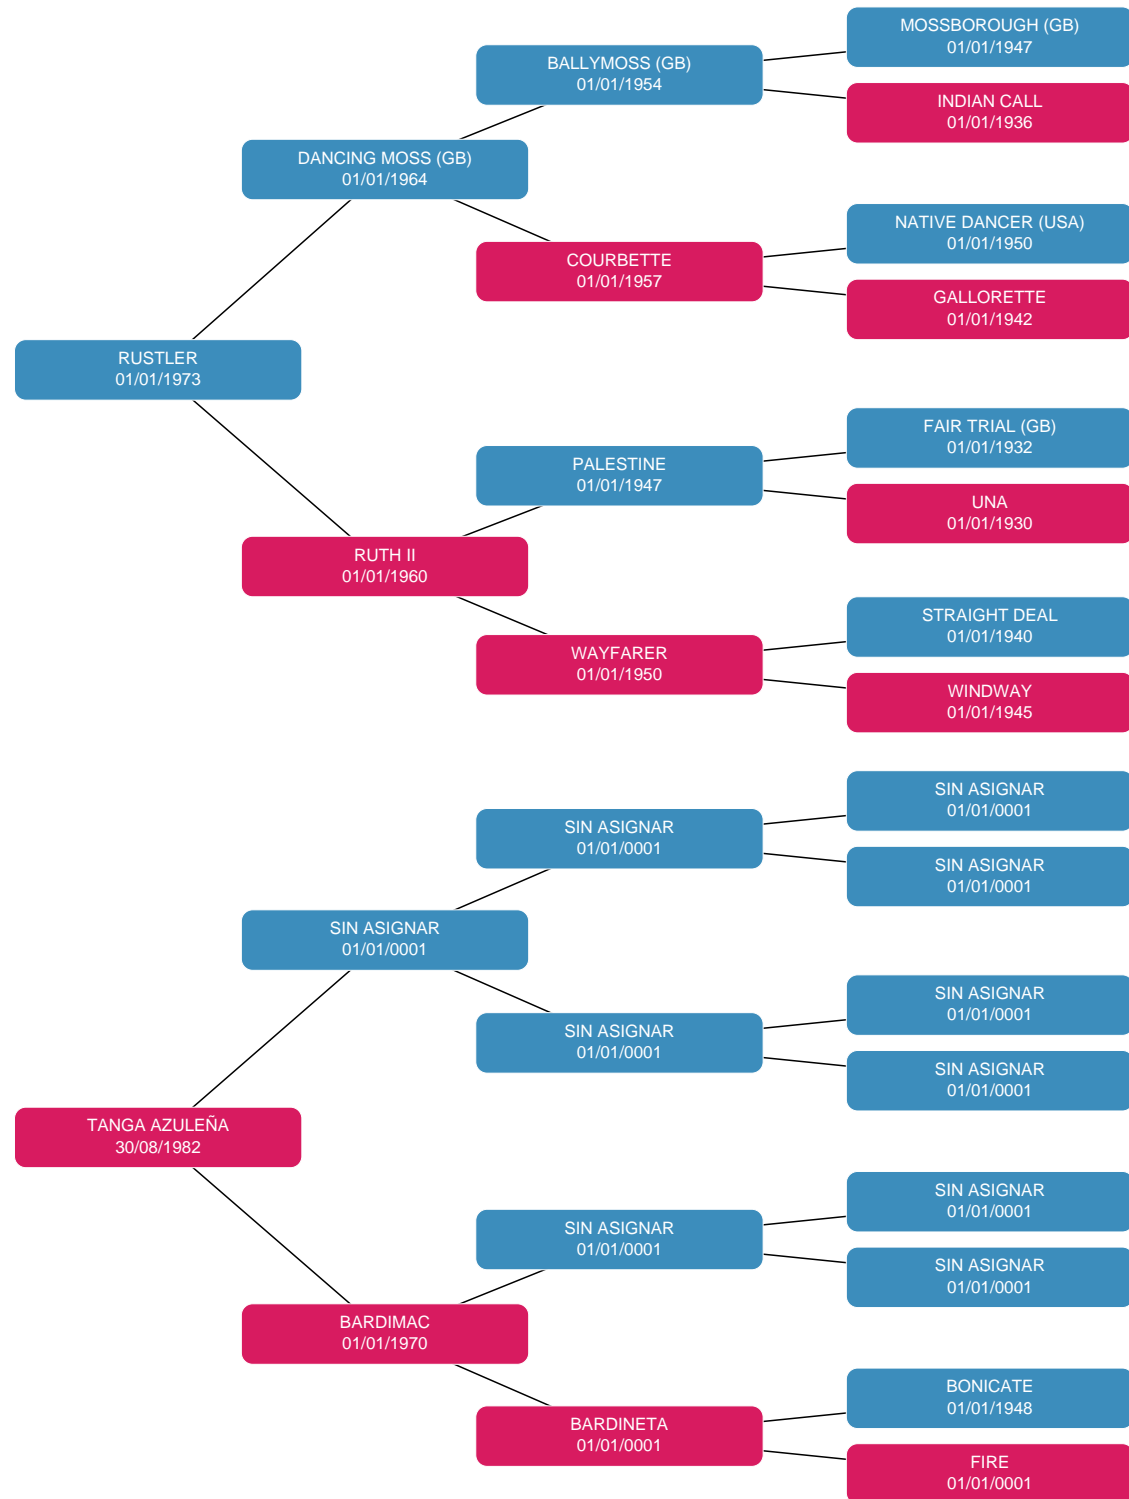 MOSSBOROUGH (GB)
01/01/1947
BALLYMOSS (GB)
01/01/1954
INDIAN CALL
01/01/1936
DANCING MOSS (GB)
01/01/1964
NATIVE DANCER (USA)
01/01/1950
COURBETTE
01/01/1957
GALLORETTE
01/01/1942
RUSTLER
01/01/1973
FAIR TRIAL (GB)
01/01/1932
PALESTINE
01/01/1947
UNA
01/01/1930
RUTH II
01/01/1960
STRAIGHT DEAL
01/01/1940
WAYFARER
01/01/1950
WINDWAY
01/01/1945
SIN ASIGNAR
01/01/0001
SIN ASIGNAR
01/01/0001
SIN ASIGNAR
01/01/0001
SIN ASIGNAR
01/01/0001
SIN ASIGNAR
01/01/0001
SIN ASIGNAR
01/01/0001
SIN ASIGNAR
01/01/0001
TANGA AZULEÑA
30/08/1982
SIN ASIGNAR
01/01/0001
SIN ASIGNAR
01/01/0001
SIN ASIGNAR
01/01/0001
BARDIMAC
01/01/1970
BONICATE
01/01/1948
BARDINETA
01/01/0001
FIRE
01/01/0001